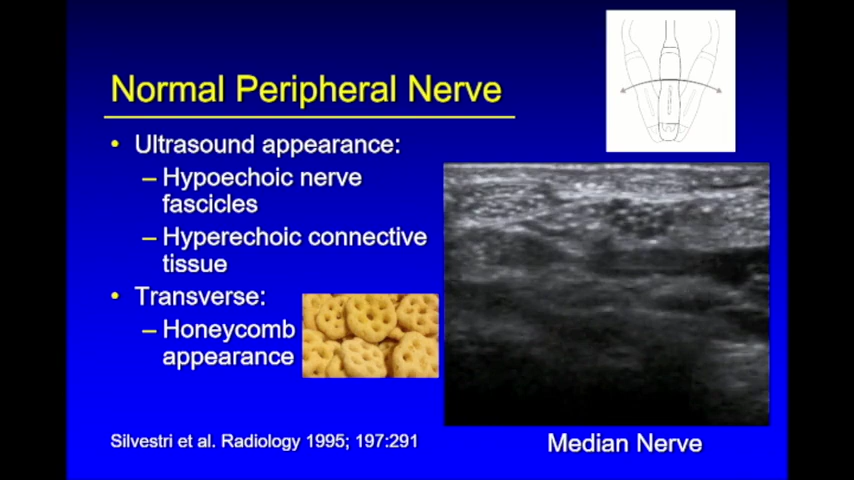 Normal Peripheral Nerve
• Ultrasound appearance:
– Hypoechoic nerve
fascicles
– Hyperechoic connective
tissue
• Transverse:
– Honeycomb
appearance
Silvestri et al. Radiology 1995; 197:291
Median Nerve